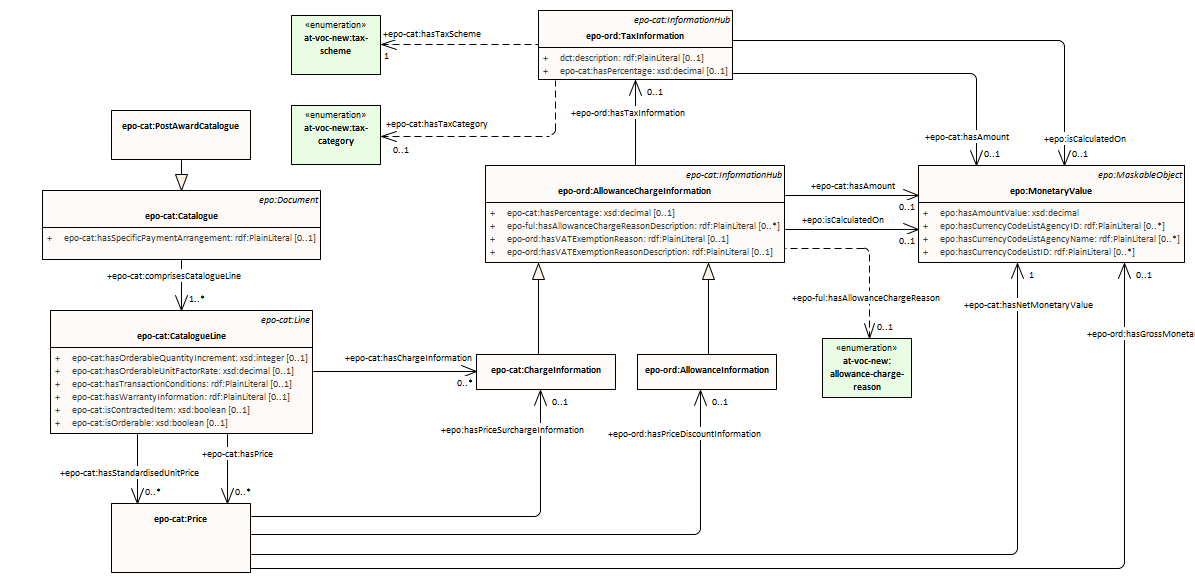 epo-cat:InformationHub
epo-ord:TaxInformation
+ dct:description: rdf:PlainLiteral [0..1]
+ epo-cat:hasPercentage: xsd:decimal [0..1]
«enumeration»
at-voc-new:tax-
scheme
+epo-cat:hasTaxScheme
1
«enumeration»
at-voc-new:tax-
category
+epo-cat:hasTaxCategory
0..1
0..1
+epo-ord:hasTaxInformation
+epo-cat:hasAmount
0..1
+epo:isCalculatedOn
0..1
epo-cat:PostAwardCatalogue
epo:Document
epo-cat:Catalogue
+ epo-cat:hasSpecificPaymentArrangement: rdf:PlainLiteral [0..1]
epo-cat:InformationHub
epo-ord:AllowanceChargeInformation
+ epo-cat:hasPercentage: xsd:decimal [0..1]
+ epo-ful:hasAllowanceChargeReasonDescription: rdf:PlainLiteral [0..*]
+ epo-ord:hasVATExemptionReason: rdf:PlainLiteral [0..1]
+ epo-ord:hasVATExemptionReasonDescription: rdf:PlainLiteral [0..1]
+epo-cat:hasAmount
0..1
+epo:isCalculatedOn
0..1
epo:MaskableObject
epo:MonetaryValue
+ epo:hasAmountValue: xsd:decimal
+ epo:hasCurrencyCodeListAgencyID: rdf:PlainLiteral [0..*]
+ epo:hasCurrencyCodeListAgencyName: rdf:PlainLiteral [0..*]
+ epo:hasCurrencyCodeListID: rdf:PlainLiteral [0..*]
+epo-cat:comprisesCatalogueLine
1..*
+epo-ful:hasAllowanceChargeReason
0..1
1
+epo-cat:hasNetMonetaryValue
0..1
+epo-ord:hasGrossMoneta
epo-cat:Line
epo-cat:CatalogueLine
+ epo-cat:hasOrderableQuantityIncrement: xsd:integer [0..1]
+ epo-cat:hasOrderableUnitFactorRate: xsd:decimal [0..1]
+ epo-cat:hasTransactionConditions: rdf:PlainLiteral [0..1]
+ epo-cat:hasWarrantyInformation: rdf:PlainLiteral [0..1]
+ epo-cat:isContractedItem: xsd:boolean [0..1]
+ epo-cat:isOrderable: xsd:boolean [0..1]
+epo-cat:hasChargeInformation
0..*
epo-cat:ChargeInformation
epo-ord:AllowanceInformation
«enumeration»
at-voc-new:
allowance-charge-
reason
0..1
+epo:hasPriceSurchargeInformation
0..1
+epo-ord:hasPriceDiscountInformation
+epo-cat:hasPrice
0..*
+epo-cat:hasStandardisedUnitPrice
0..*
epo-cat:Price